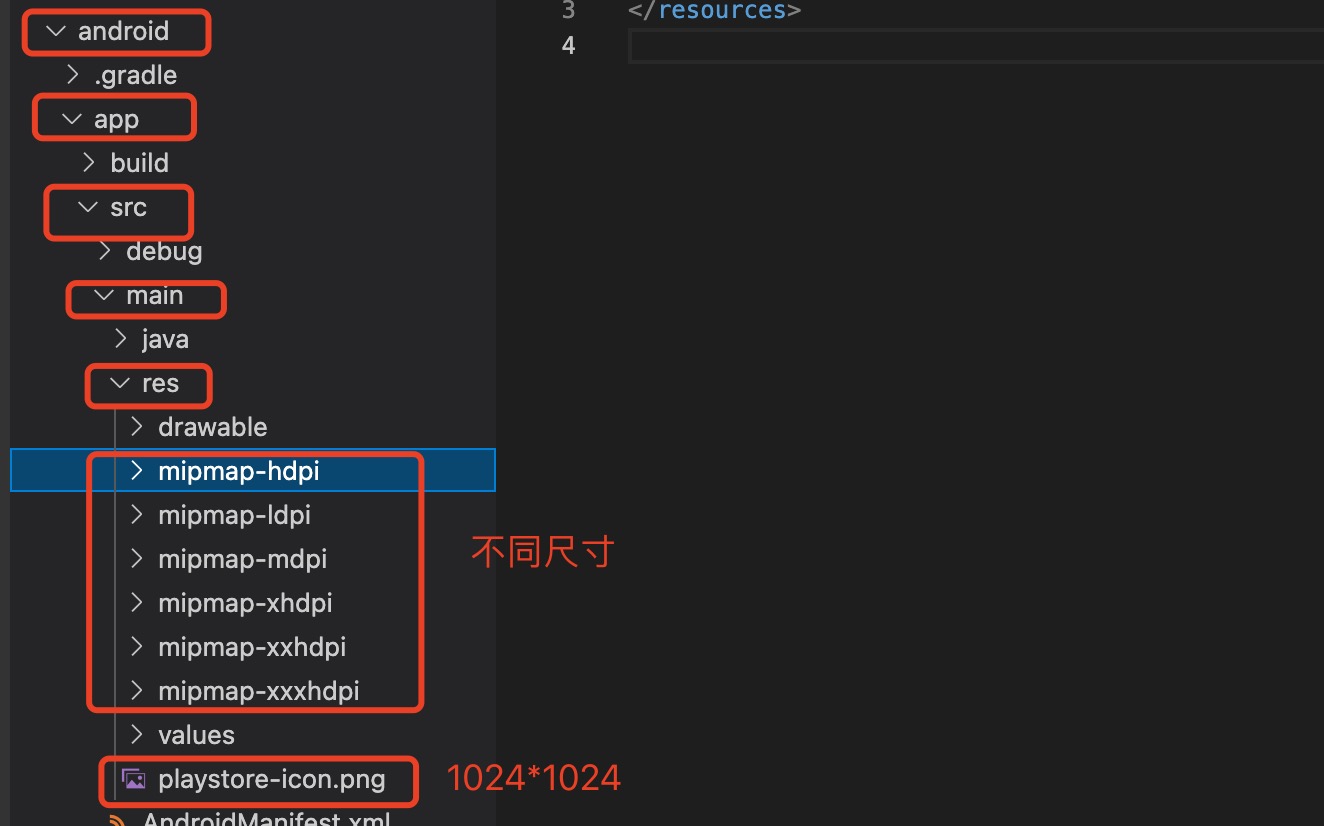 android
3 </resources>
4
.gradle
app
build
src
debug
main
java
res
drawable
mipmap-hdpi
mipmap-ldpi
mipmap-mdpi
不同尺寸
mipmap-xhdpi
mipmap-xxhdpi
mipmap-xxxhdpi
values
playstore-icon.png 1024*1024
AndroidManifest.xml